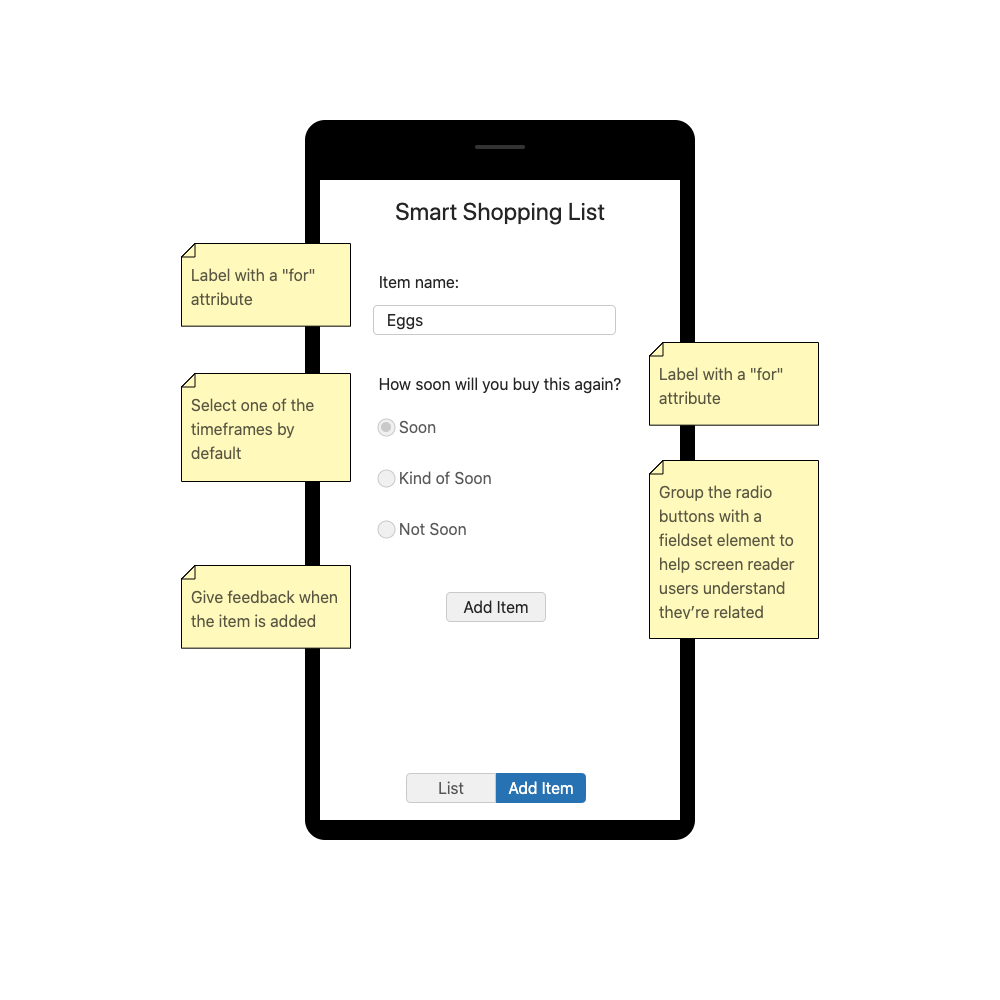 Smart Shopping List
Label with a "for"
attribute
Item name:
Eggs
Label with a "for"
attribute
How soon will you buy this again?
Select one of the
timeframes by
default
Soon
Kind of Soon
Not Soon
Group the radio
buttons with a
fieldset element to
help screen reader
users understand
they’re related
Give feedback when
the item is added
Add Item
List
Add Item